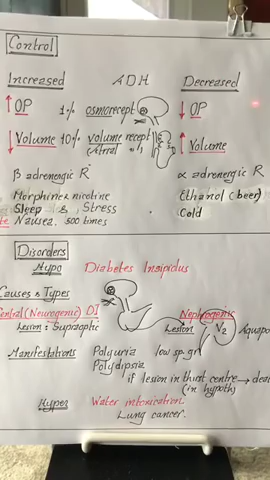 Control
Increased ADH Decreased
↑ OP 1% osmorecept ↓ OP
↓ Volume 10% volume recept ↑ Volume
(Atrial)
β adrenergic R α adrenergic R
Morphine & nicotine Ethanol (beer)
Sleep & Stress Cold
Nausea 500 times
Disorders
Hypo Diabetes Insipidus
Causes & Types
Central (Neurogenic) DI Nephrogenic
Lesion : Supraoptic Lesion V2 Aquapo
Manifestations Polyuria low sp gr
Polydipsia
if lesion in thirst centre → dea
(in hypoth)
Hyper Water intoxication.
Lung cancer.